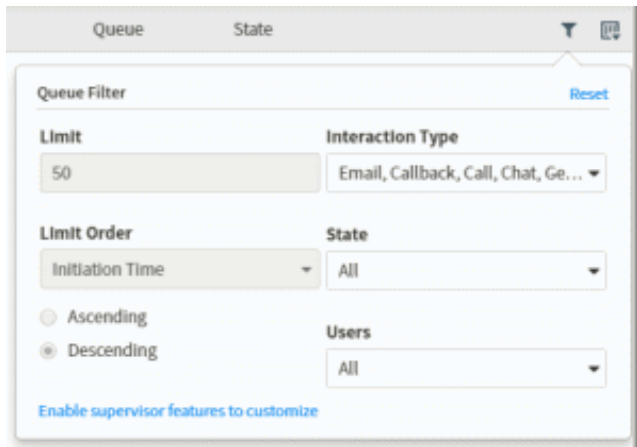 Queue State
Queue Filter Reset
Limit Interaction Type
50 Email, Callback, Call, Chat, Ge...
Limit Order State
Initiation Time All
Ascending
Users
Descending
All
Enable supervisor features to customize